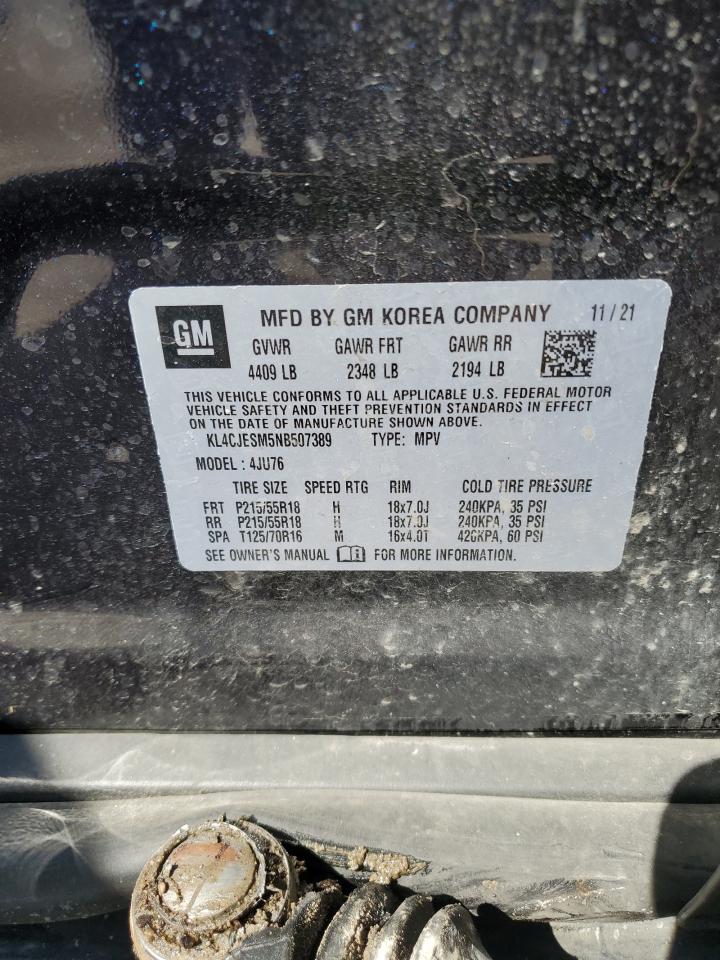 GM MFD BY GM KOREA COMPANY 11/21
GVWR GAWR FRT GAWR RR
4409 LB 2348 LB 2194 LB
THIS VEHICLE CONFORMS TO ALL APPLICABLE U.S. FEDERAL MOTOR
VEHICLE SAFETY AND THEFT PREVENTION STANDARDS IN EFFECT
ON THE DATE OF MANUFACTURE SHOWN ABOVE.
KL4CJESM5NB507389 TYPE: MPV
MODEL : 4JU76
TIRE SIZE SPEED RTG RIM COLD TIRE PRESSURE
FRT P215/55R18 H 18x7.0J 240KPA, 35 PSI
RR P215/55R18 H 18x7.0J 240KPA, 35 PSI
SPA T125/70R16 M 16x4.0T 420KPA, 60 PSI
SEE OWNER'S MANUAL FOR MORE INFORMATION.